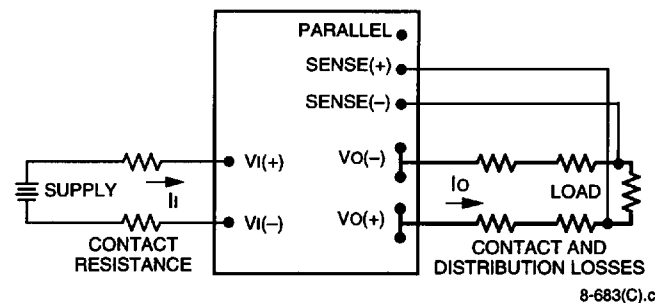 PARALLEL
SENSE(+)
SENSE(–)
VI(+)
VO(–)
SUPPLY
II
IO
LOAD
VI(–)
VO(+)
CONTACT
RESISTANCE
CONTACT AND
DISTRIBUTION LOSSES
8-683(C).c